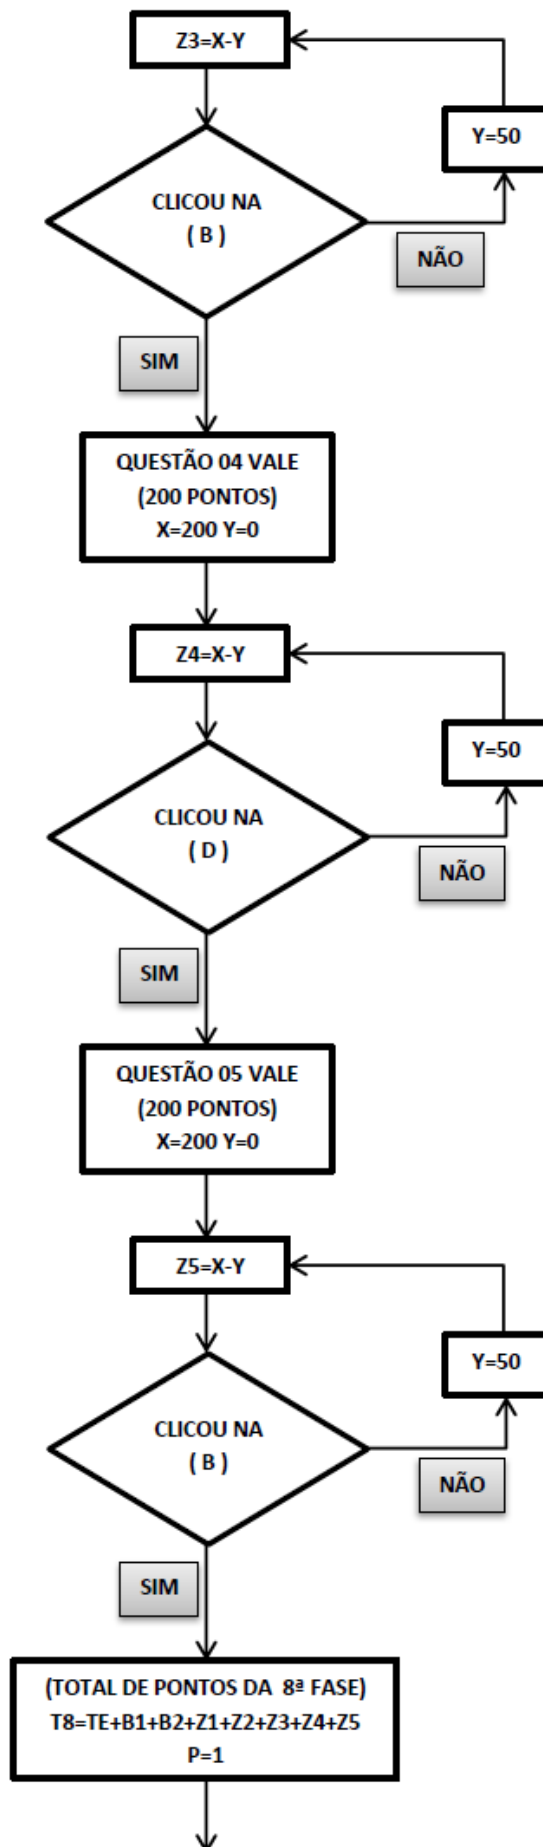 Z3=X-Y
Y=50
CLICOU NA
( B )
NÃO
SIM
QUESTÃO 04 VALE
(200 PONTOS)
X=200 Y=0
Z4=X-Y
Y=50
CLICOU NA
( D )
NÃO
SIM
QUESTÃO 05 VALE
(200 PONTOS)
X=200 Y=0
Z5=X-Y
Y=50
CLICOU NA
( B )
NÃO
SIM
(TOTAL DE PONTOS DA 8ª FASE)
T8=TE+B1+B2+Z1+Z2+Z3+Z4+Z5
P=1